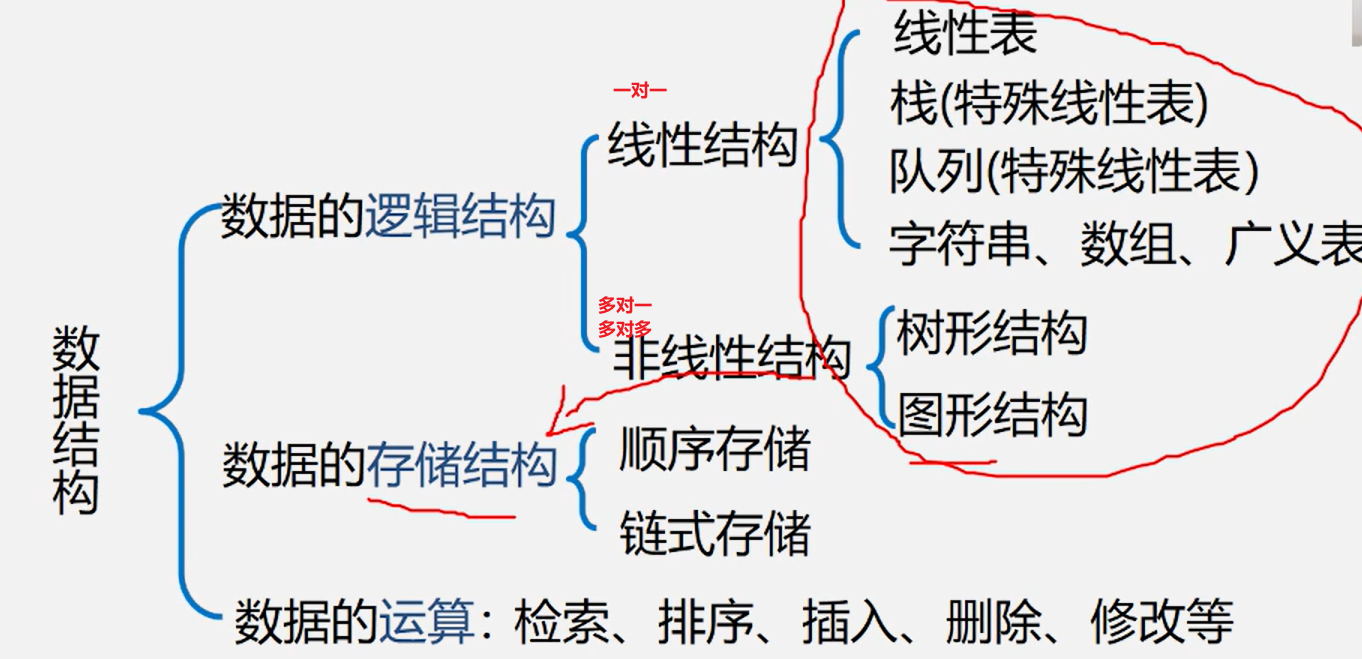 数据结构
数据的逻辑结构
一对一
线性结构
线性表
栈(特殊线性表)
队列(特殊线性表)
字符串、数组、广义表
多对一
多对多
非线性结构
树形结构
图形结构
数据的存储结构
顺序存储
链式存储
数据的运算：检索、排序、插入、删除、修改等